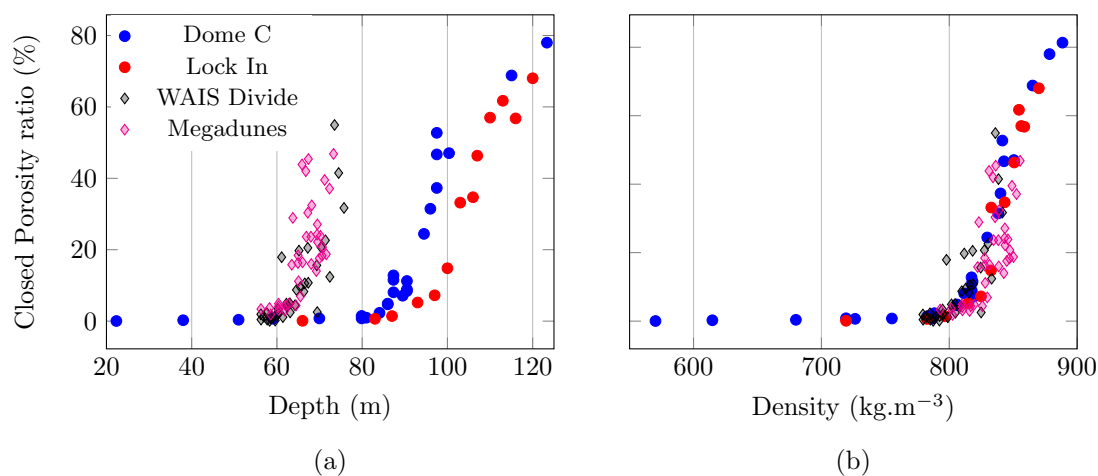 Closed Porosity ratio (%)
80
60
40
20
0
Dome C
Lock In
WAIS Divide
Megadunes
20 40 60 80 100 120
Depth (m)
(a)
600 700 800 900
Density (kg.m⁻³)
(b)